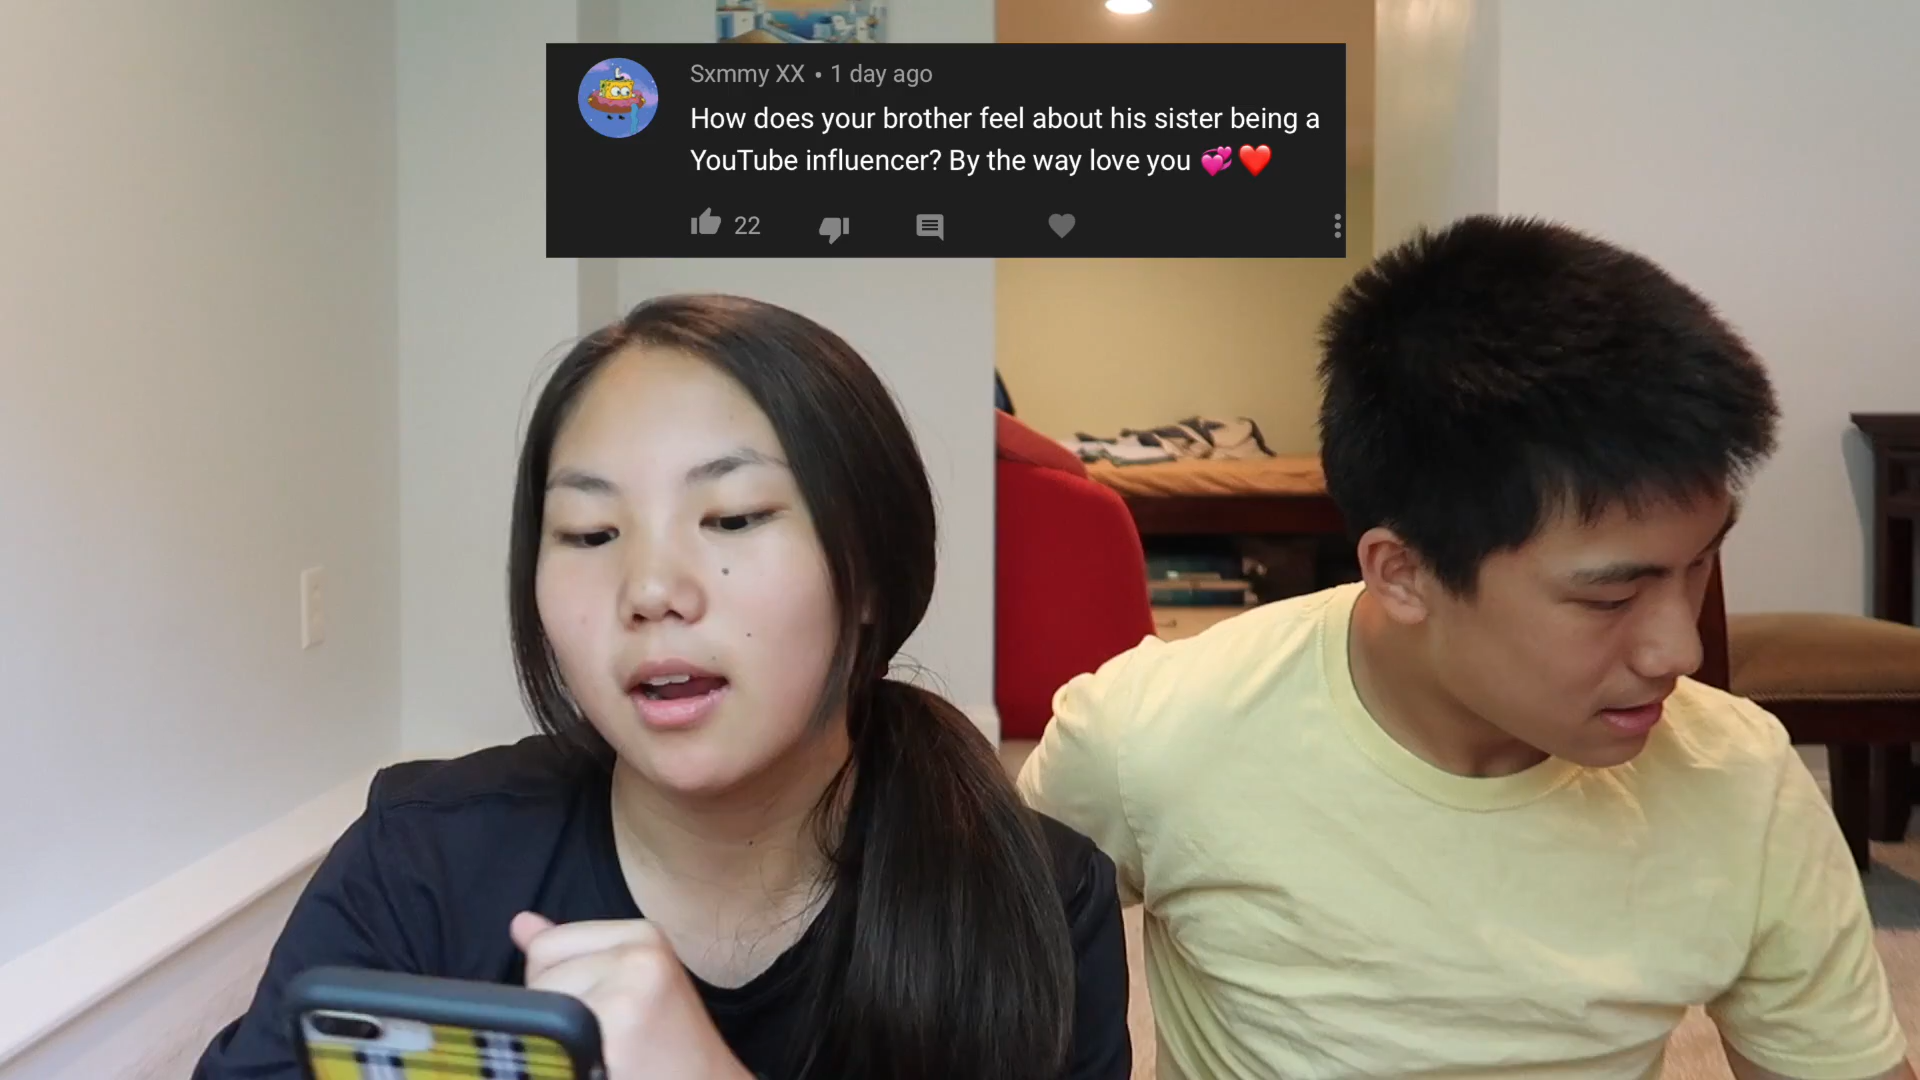 Sxmmy XX • 1 day ago
How does your brother feel about his sister being a
YouTube influencer? By the way love you 💞❤️
22